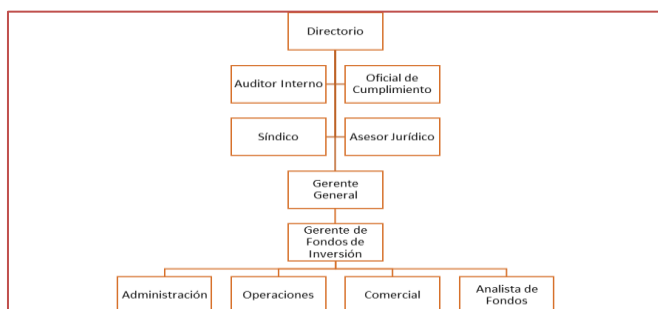 Directorio
Auditor Interno
Oficial de
Cumplimiento
Síndico
Asesor Jurídico
Gerente
General
Gerente de
Fondos de
Inversión
Administración
Operaciones
Comercial
Analista de
Fondos